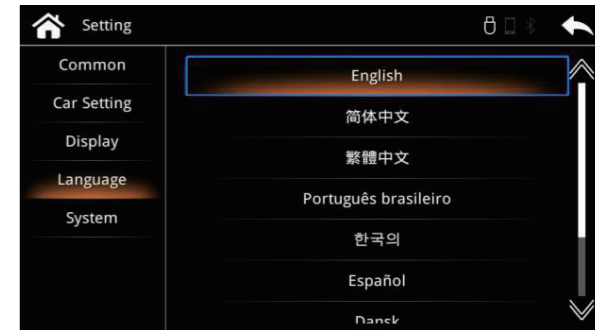 Setting
Common
Car Setting
Display
Language
System
English
简体中文
繁體中文
Português brasileiro
한국의
Español
Dansk